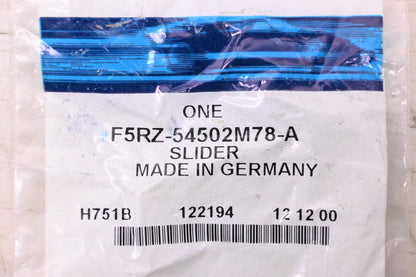 ONE
F5RZ-54502M78-A
SLIDER
MADE IN GERMANY
H751B 122194 12 12 00